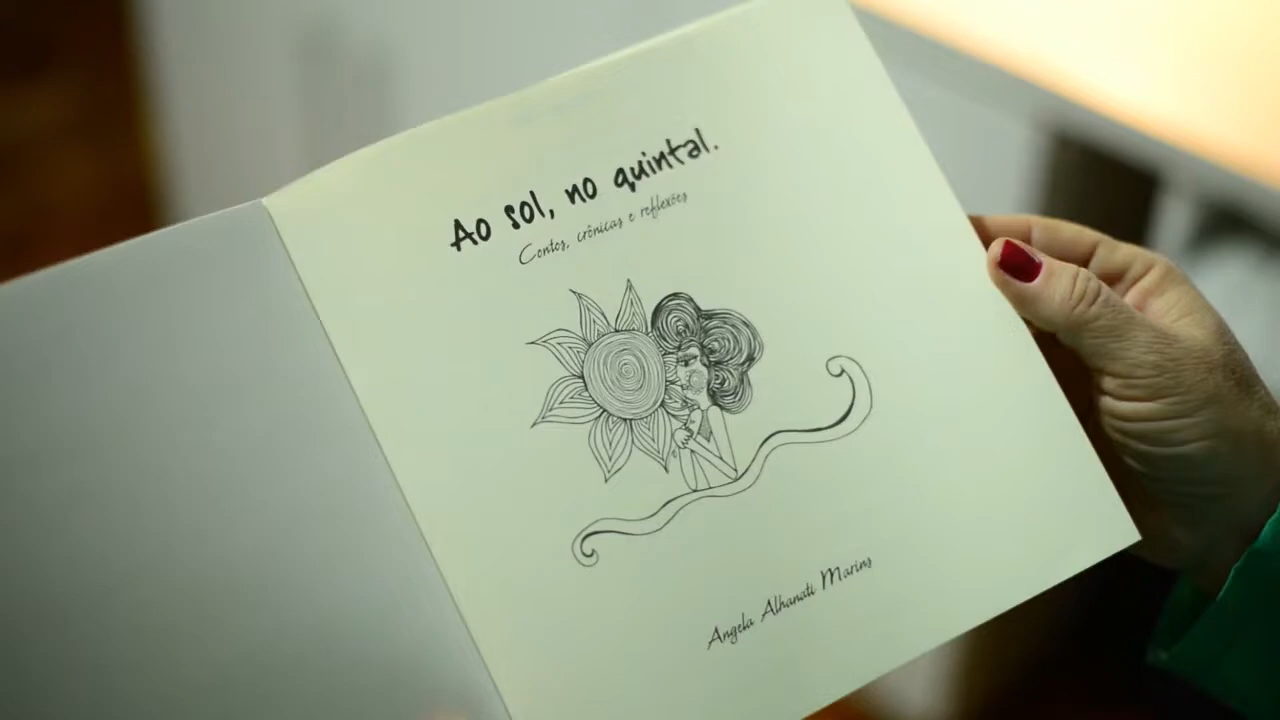 Ao sol, no quintal.
Contos, crônicas e reflexões
Angela Alhanati Marins